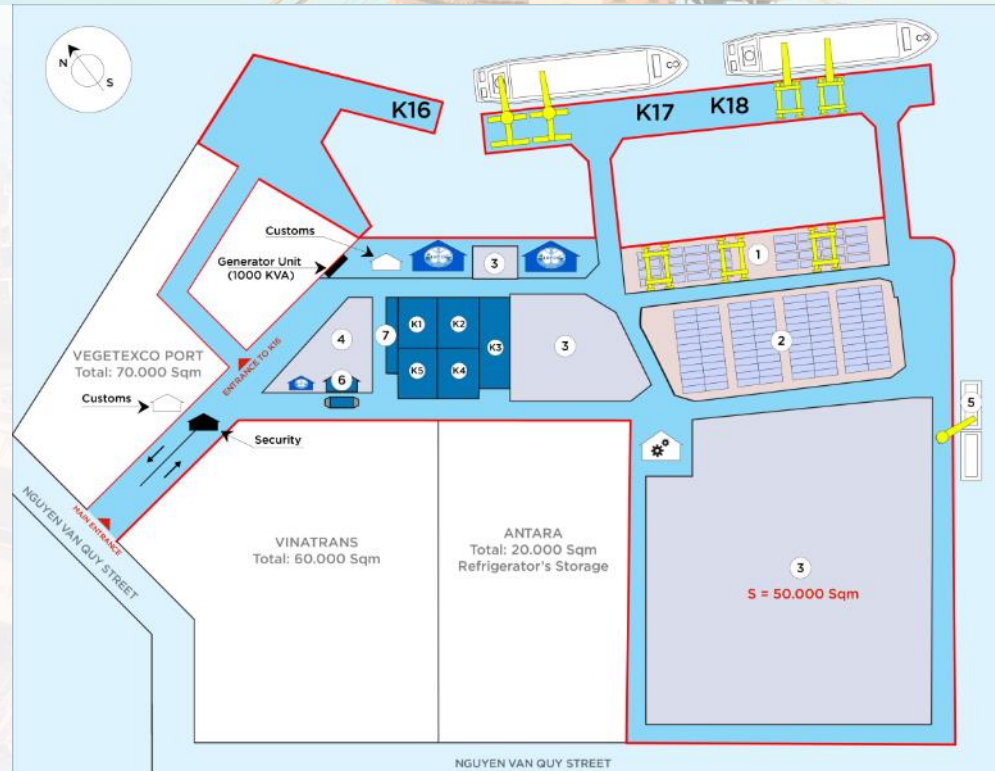 N
S
K16
K17
K18
Customs
Generator Unit
(1000 KVA)
3
1
4
7
K1
K2
K3
K5
K4
3
2
6
5
VEGETEXCO PORT
Total: 70.000 Sqm
ENTRANCE TO K16
Customs
Security
MAIN ENTRANCE
NGUYEN VAN QUY STREET
VINATRANS
Total: 60.000 Sqm
ANTARA
Total: 20.000 Sqm
Refrigerator's Storage
3
S = 50.000 Sqm
NGUYEN VAN QUY STREET